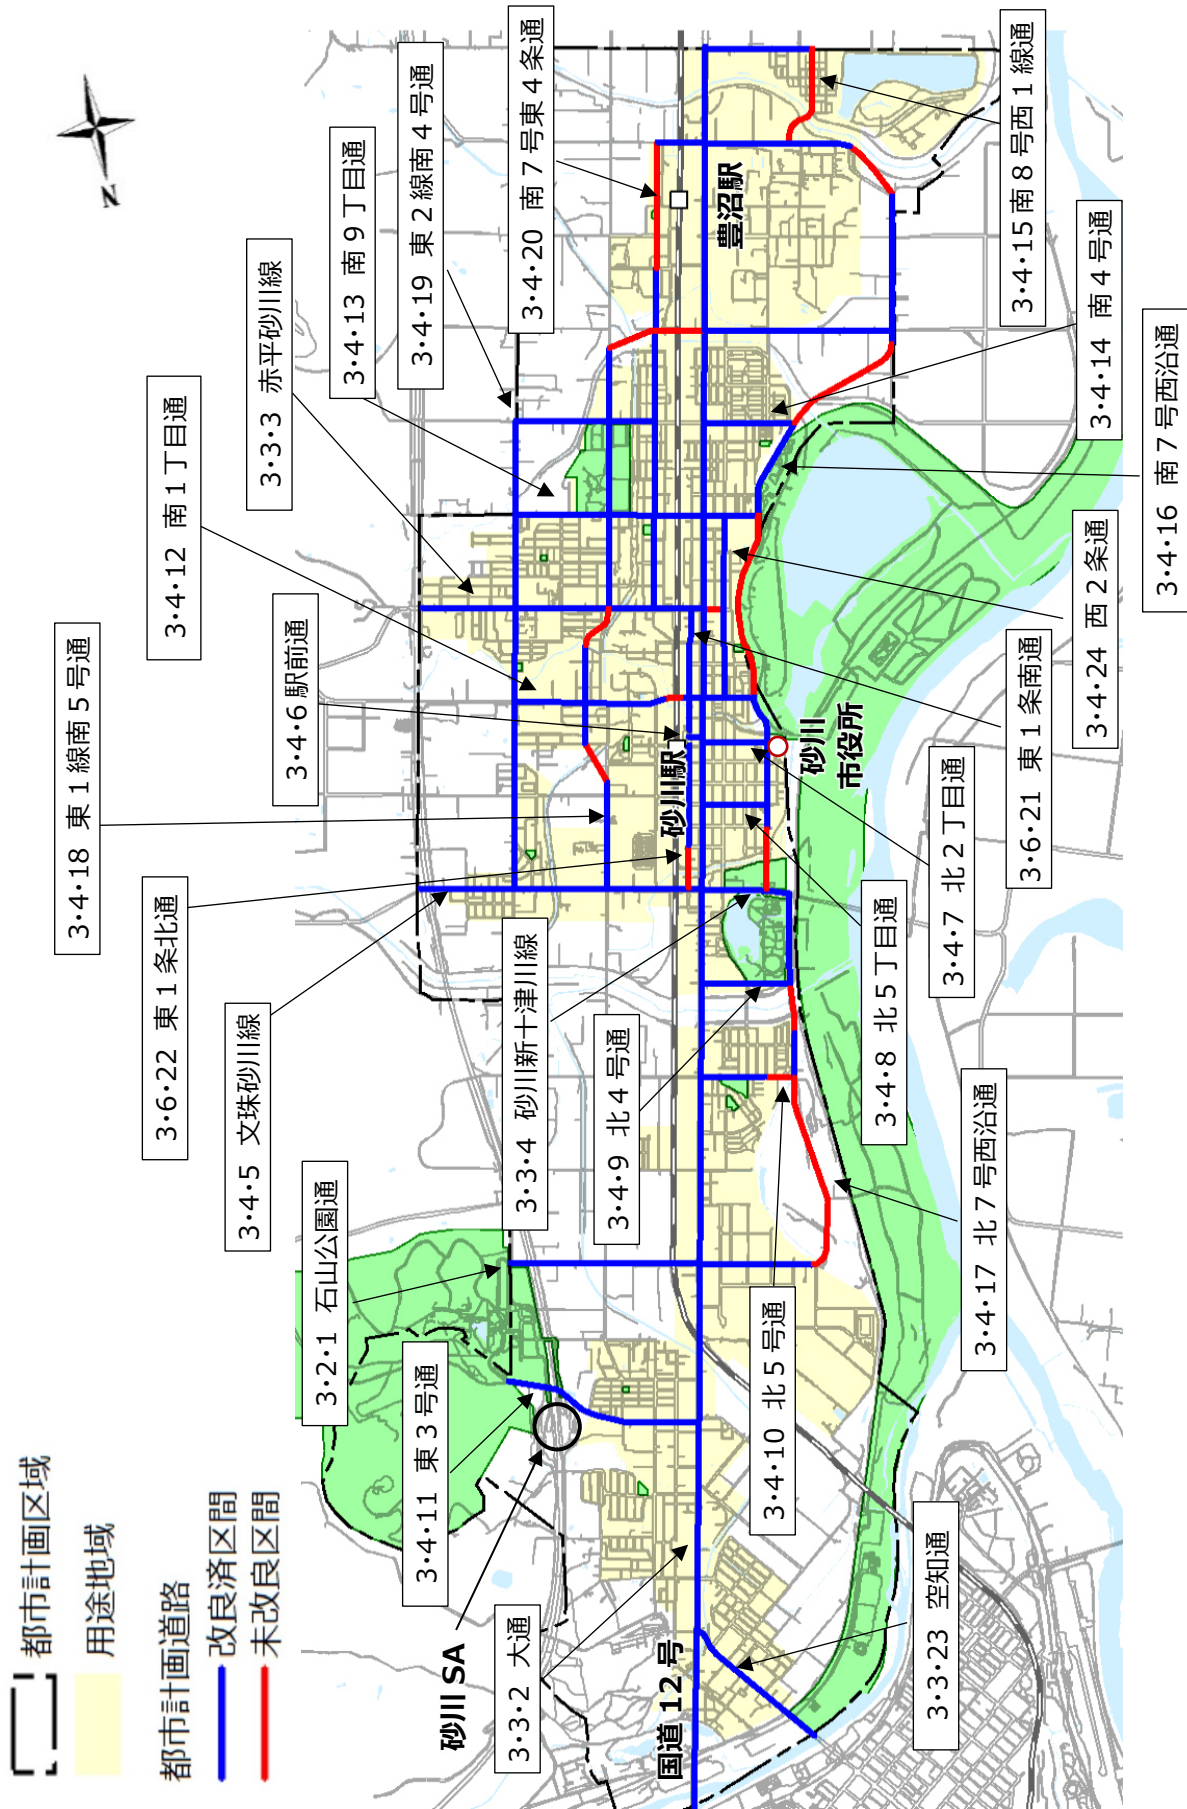 都市計画区域
用途地域
都市計画道路
改良済区間
未改良区間
N
砂川SA
3・3・2 大通
国道12号
3・4・11 東3号通
3・2・1 石山公園通
3・4・5 文珠砂川線
3・6・22 東1条北通
3・4・18 東1線南5号通
3・4・6 駅前通
3・4・12 南1丁目通
3・3・3 赤平砂川線
3・4・13 南9丁目通
3・4・19 東2線南4号通
3・4・20 南7号東4条通
3・3・4 砂川新十津川線
3・4・9 北4号通
砂川駅
豊沼駅
砂川
市役所
3・3・23 空知通
3・4・10 北5号通
3・4・17 北7号西沿通
3・4・8 北5丁目通
3・4・7 北2丁目通
3・6・21 東1条南通
3・4・24 西2条通
3・4・16 南7号西沿通
3・4・14 南4号通
3・4・15南8号西1線通